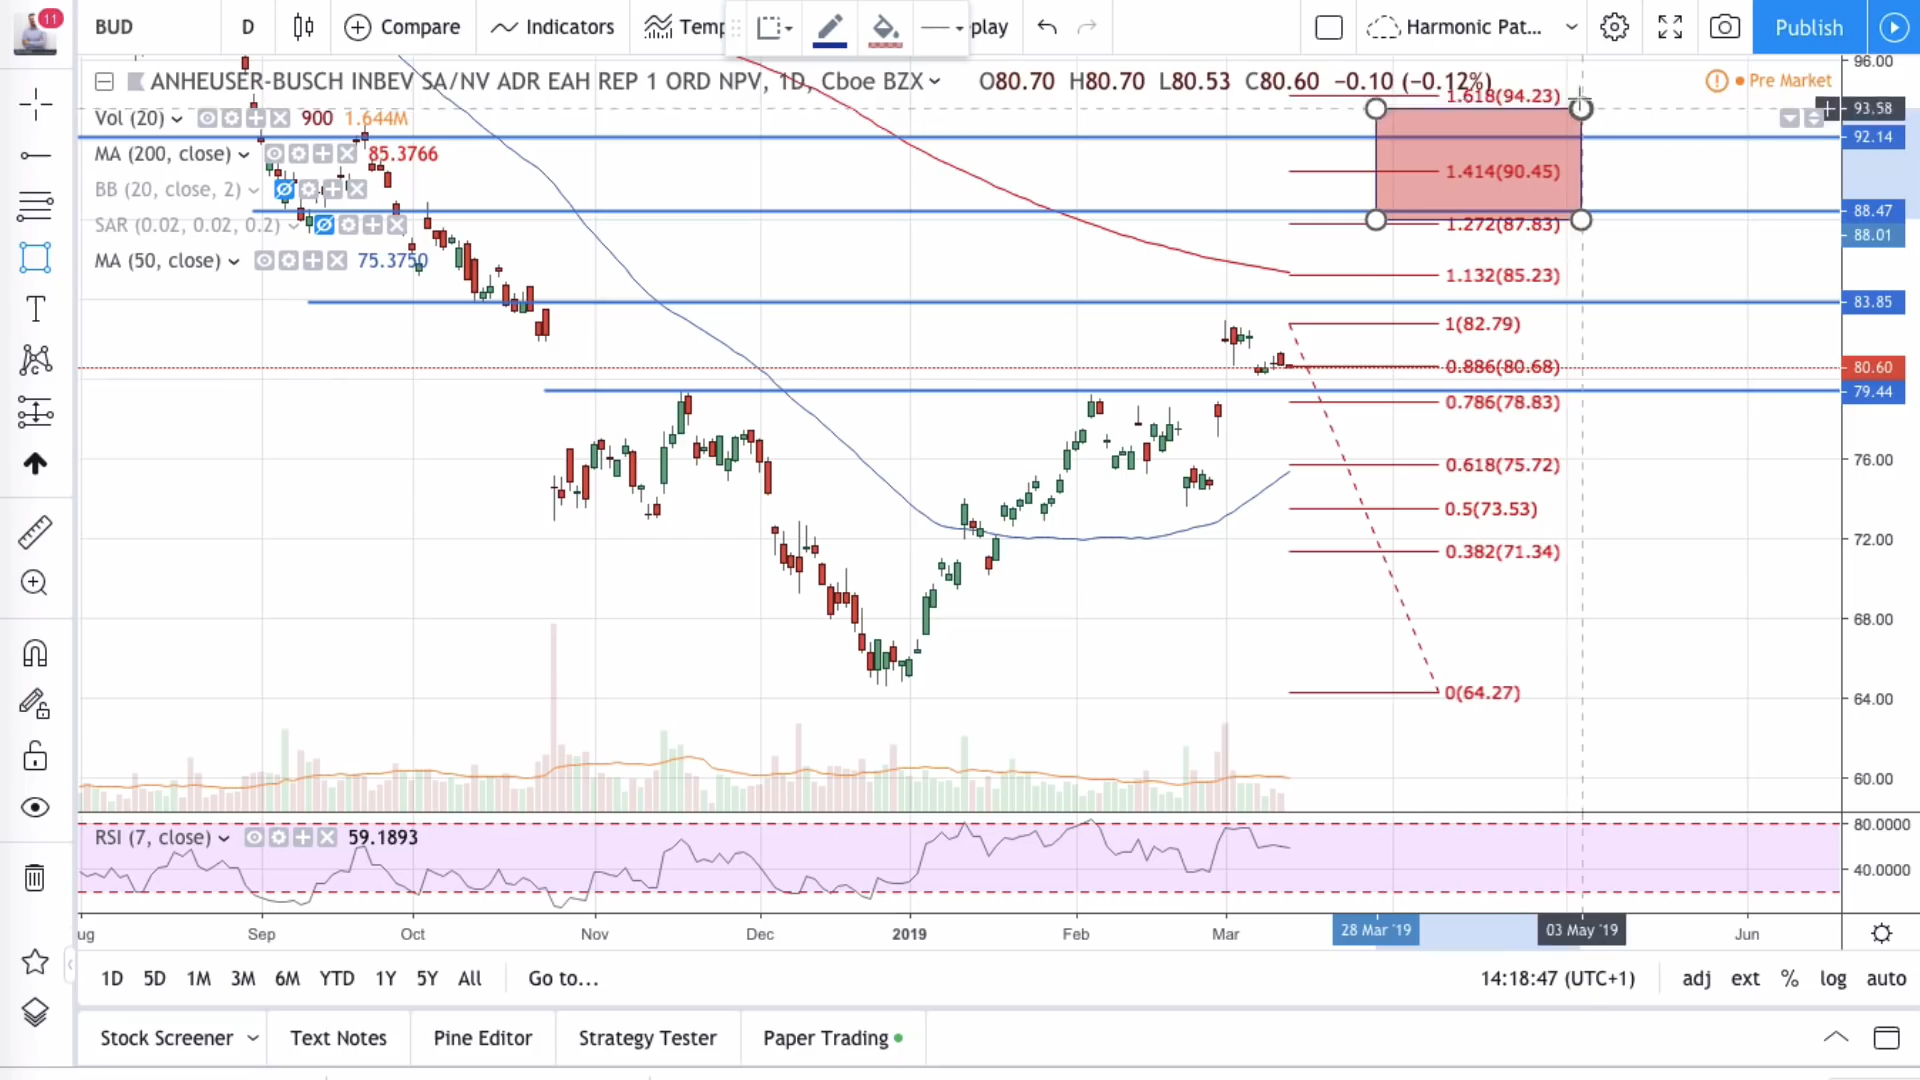 11
BUD
D
Compare
Indicators
Temp
play
Harmonic Pat...
Publish
ANHEUSER-BUSCH INBEV SA/NV ADR EAH REP 1 ORD NPV, 1D, Cboe BZX
O80.70 H80.70 L80.53 C80.60 −0.10 (−0.12%)
Pre Market
96.00
1.618(94.23)
93.58
Vol (20)
900 1.644M
92.14
MA (200, close)
85.3766
1.414(90.45)
BB (20, close, 2)
88.47
SAR (0.02, 0.02, 0.2)
1.272(87.83)
88.01
MA (50, close)
75.3750
1.132(85.23)
83.85
1(82.79)
0.886(80.68)
80.60
79.44
0.786(78.83)
0.618(75.72)
76.00
0.5(73.53)
0.382(71.34)
72.00
68.00
0(64.27)
64.00
60.00
RSI (7, close)
59.1893
80.0000
40.0000
ug
Sep
Oct
Nov
Dec
2019
Feb
Mar
28 Mar '19
03 May '19
Jun
1D 5D 1M 3M 6M YTD 1Y 5Y All
Go to...
14:18:47 (UTC+1)
adj ext % log auto
Stock Screener
Text Notes
Pine Editor
Strategy Tester
Paper Trading